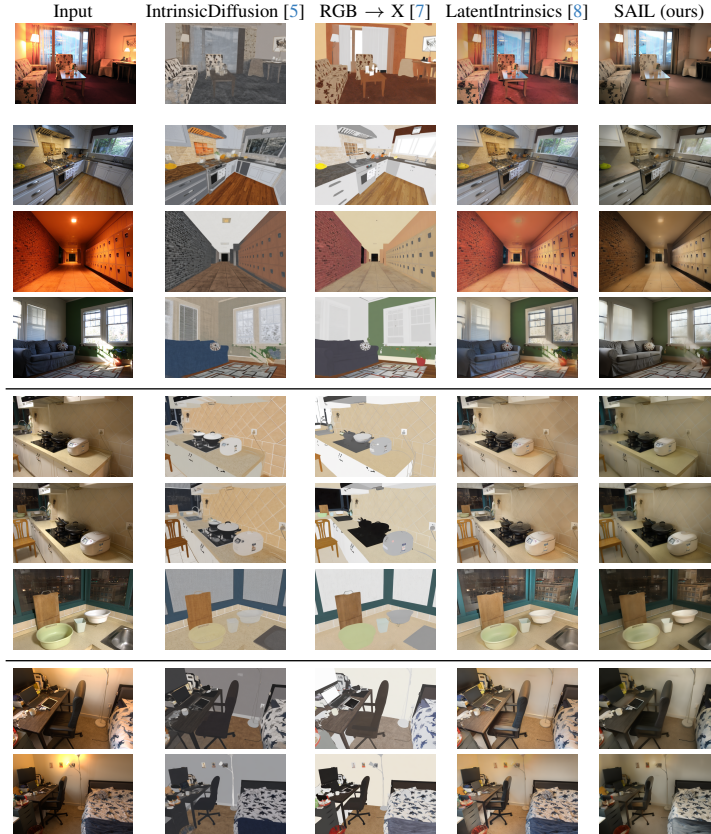 Input IntrinsicDiffusion [5] RGB → X [7] LatentIntrinsics [8] SAIL (ours)